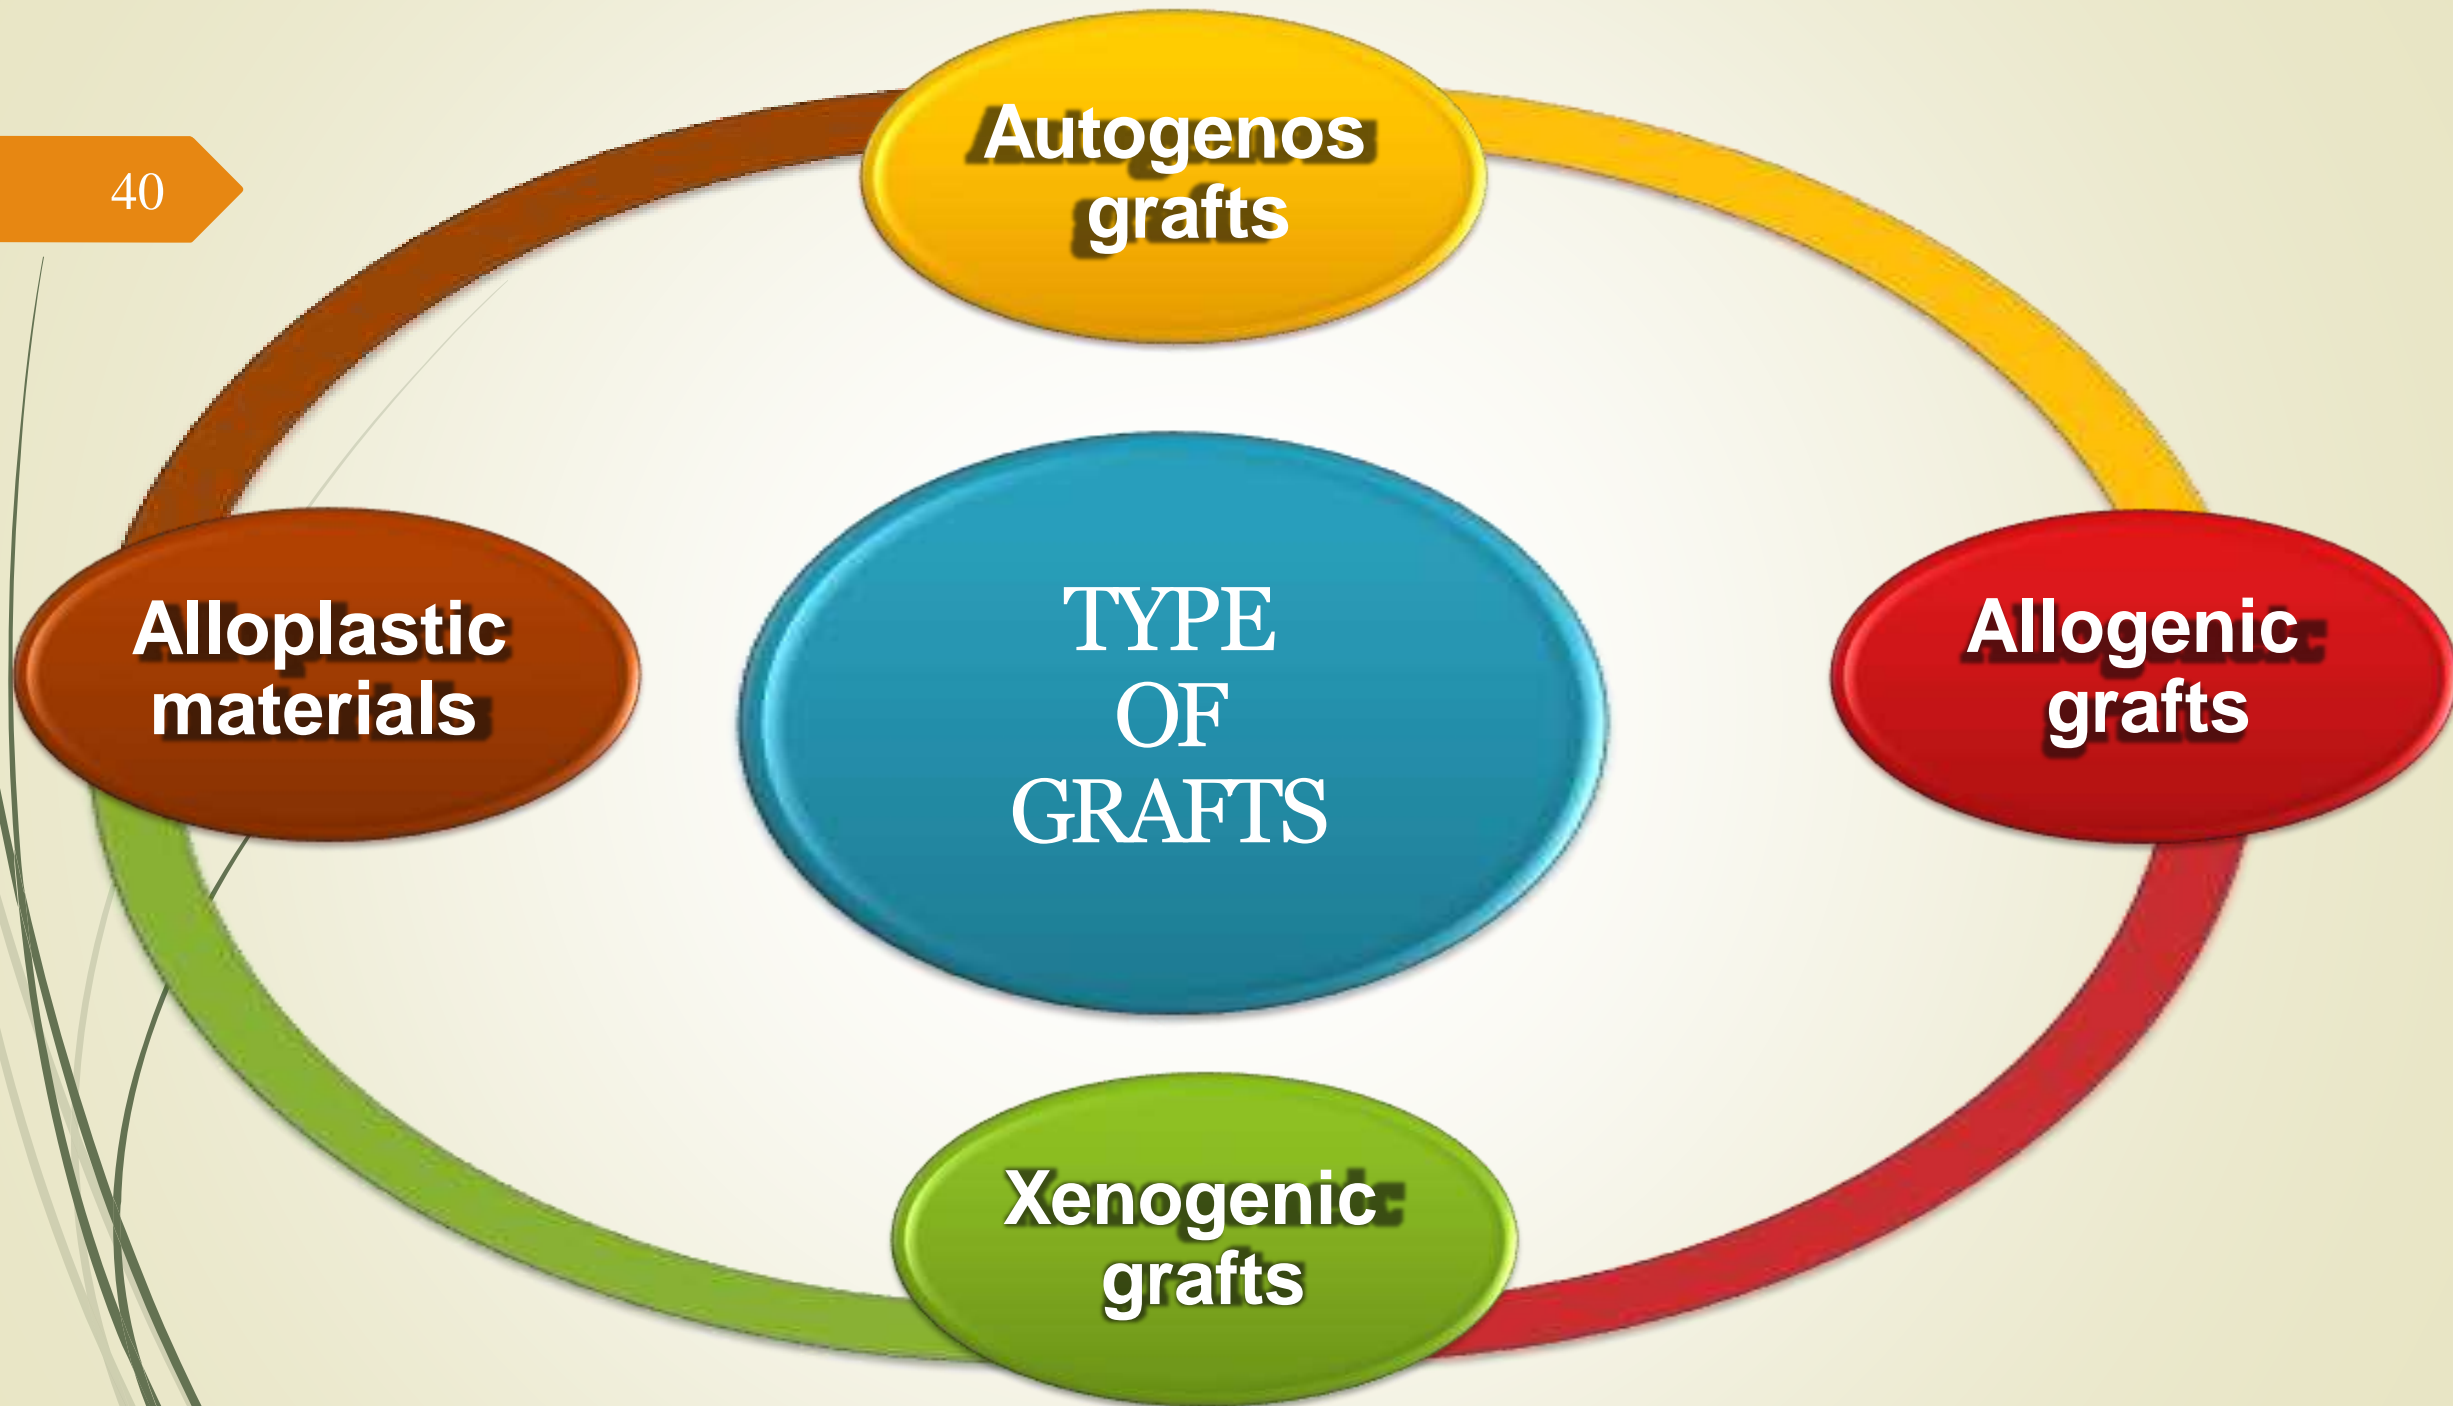 40
Autogenos
grafts
Alloplastic
materials
TYPE
OF
GRAFTS
Allogenic
grafts
Xenogenic
grafts